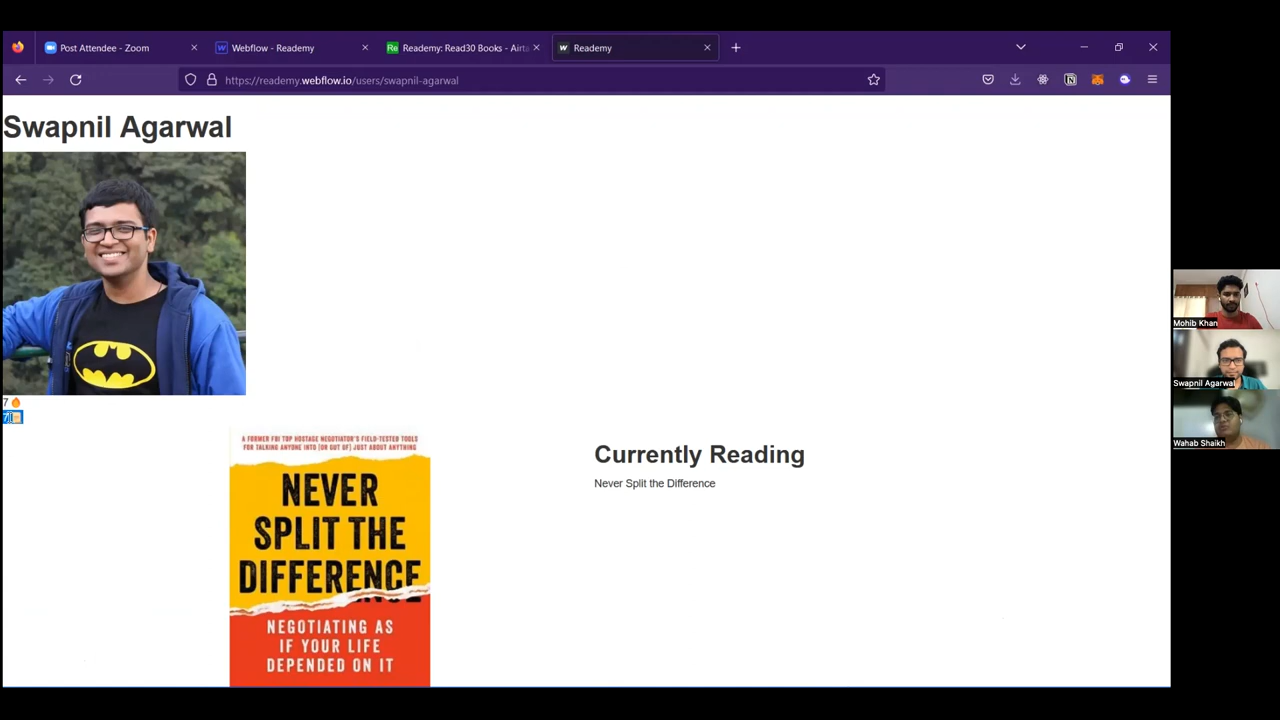 Post Attendee - Zoom
Webflow - Reademy
Re
Reademy: Read30 Books - Airta
Reademy
https://reademy.webflow.io/users/swapnil-agarwal
Swapnil Agarwal
7
7
Currently Reading
Never Split the Difference
A FORMER FBI TOP HOSTAGE NEGOTIATOR'S FIELD-TESTED TOOLS
FOR TALKING ANYONE INTO (OR OUT OF) JUST ABOUT ANYTHING
NEVER
SPLIT THE
DIFFERENCE
NEGOTIATING AS
IF YOUR LIFE
DEPENDED ON IT
Mohib Khan
Swapnil Agarwal
Wahab Shaikh